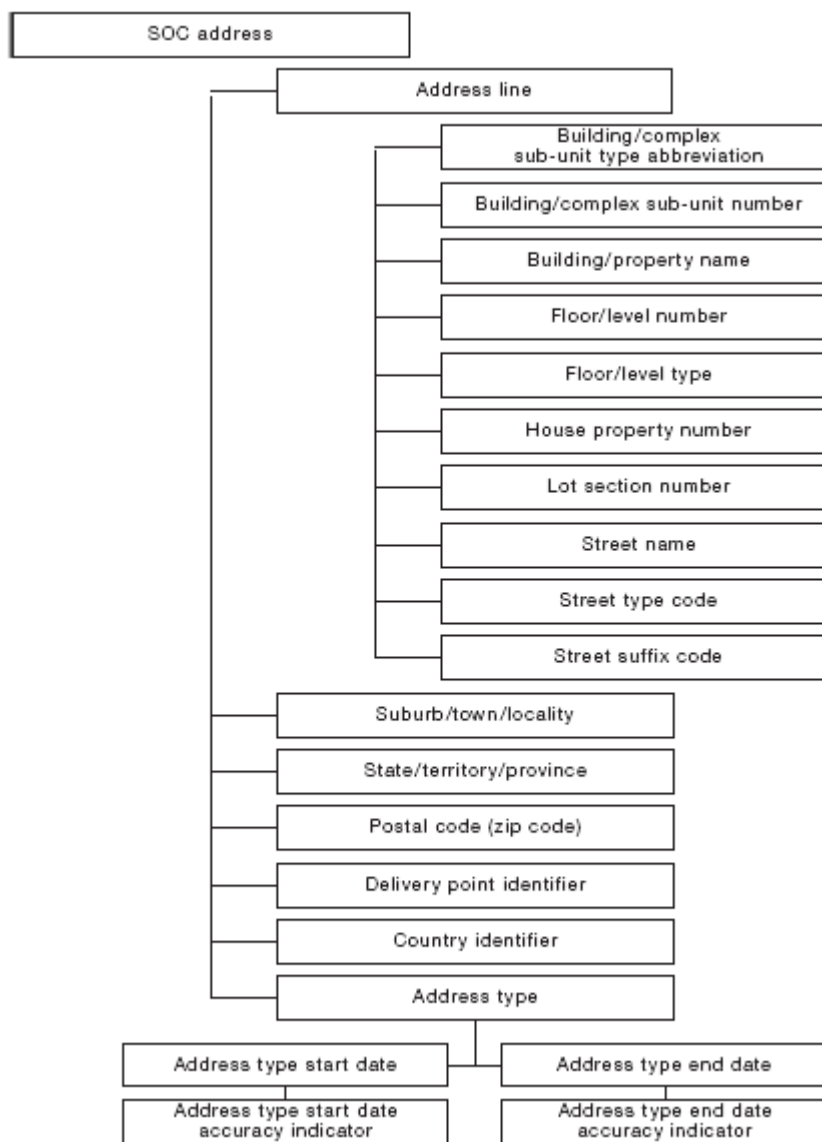 SOC address
Address line
Building/complex
sub-unit type abbreviation
Building/complex sub-unit number
Building/property name
Floor/level number
Floor/level type
House property number
Lot section number
Street name
Street type code
Street suffix code
Suburb/town/locality
State/territory/province
Postal code (zip code)
Delivery point identifier
Country identifier
Address type
Address type start date
Address type end date
Address type start date
accuracy indicator
Address type end date
accuracy indicator